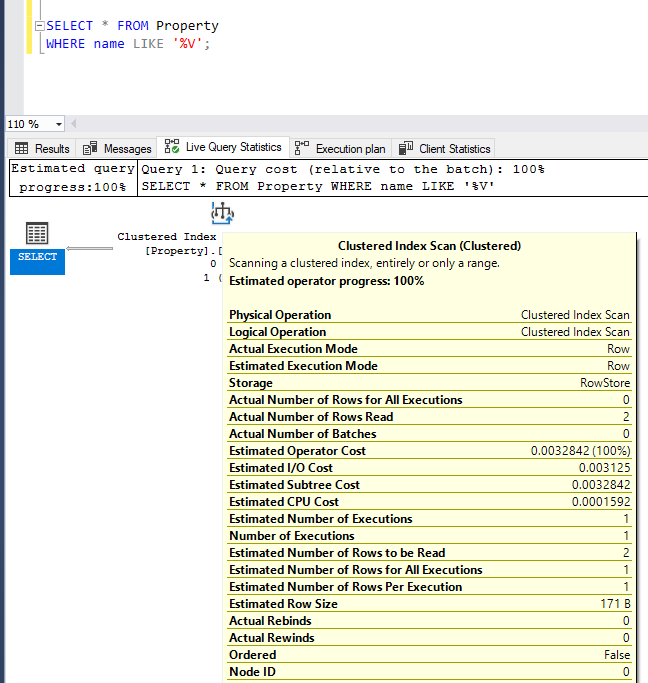 SELECT * FROM Property
WHERE name LIKE '%V';
110 %
Results Messages Live Query Statistics Execution plan Client Statistics
Estimated query progress:100%
Query 1: Query cost (relative to the batch): 100%
SELECT * FROM Property WHERE name LIKE '%V'
SELECT
Clustered Index
[Property].[
0
1 (
Clustered Index Scan (Clustered)
Scanning a clustered index, entirely or only a range.
Estimated operator progress: 100%
Physical Operation Clustered Index Scan
Logical Operation Clustered Index Scan
Actual Execution Mode Row
Estimated Execution Mode Row
Storage RowStore
Actual Number of Rows for All Executions 0
Actual Number of Rows Read 2
Actual Number of Batches 0
Estimated Operator Cost 0.0032842 (100%)
Estimated I/O Cost 0.003125
Estimated Subtree Cost 0.0032842
Estimated CPU Cost 0.0001592
Estimated Number of Executions 1
Number of Executions 1
Estimated Number of Rows to be Read 2
Estimated Number of Rows for All Executions 1
Estimated Number of Rows Per Execution 1
Estimated Row Size 171 B
Actual Rebinds 0
Actual Rewinds 0
Ordered False
Node ID 0